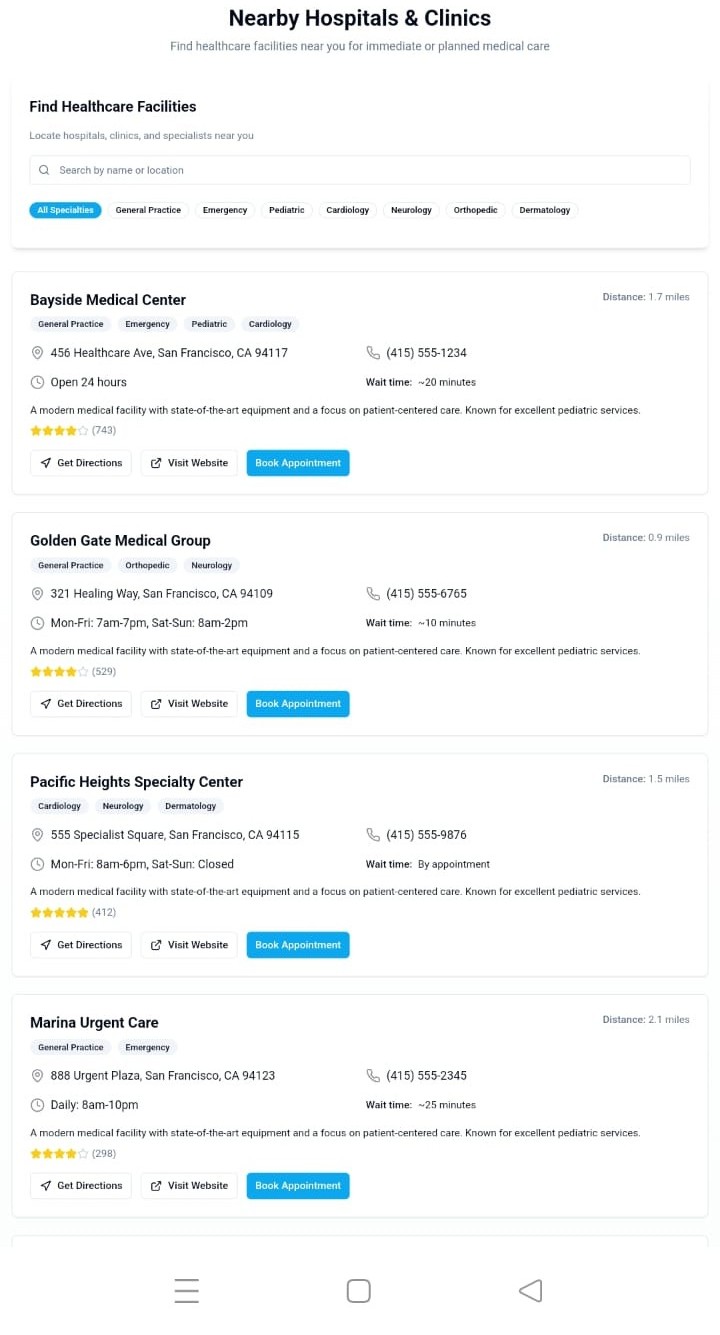 Nearby Hospitals & Clinics
Find healthcare facilities near you for immediate or planned medical care
Find Healthcare Facilities
Locate hospitals, clinics, and specialists near you
Search by name or location
All Specialties General Practice Emergency Pediatric Cardiology Neurology Orthopedic Dermatology
Bayside Medical Center Distance: 1.7 miles
General Practice Emergency Pediatric Cardiology
456 Healthcare Ave, San Francisco, CA 94117 (415) 555-1234
Open 24 hours Wait time: ~20 minutes
A modern medical facility with state-of-the-art equipment and a focus on patient-centered care. Known for excellent pediatric services.
(743)
Get Directions Visit Website Book Appointment
Golden Gate Medical Group Distance: 0.9 miles
General Practice Orthopedic Neurology
321 Healing Way, San Francisco, CA 94109 (415) 555-6765
Mon-Fri: 7am-7pm, Sat-Sun: 8am-2pm Wait time: ~10 minutes
A modern medical facility with state-of-the-art equipment and a focus on patient-centered care. Known for excellent pediatric services.
(529)
Get Directions Visit Website Book Appointment
Pacific Heights Specialty Center Distance: 1.5 miles
Cardiology Neurology Dermatology
555 Specialist Square, San Francisco, CA 94115 (415) 555-9876
Mon-Fri: 8am-6pm, Sat-Sun: Closed Wait time: By appointment
A modern medical facility with state-of-the-art equipment and a focus on patient-centered care. Known for excellent pediatric services.
(412)
Get Directions Visit Website Book Appointment
Marina Urgent Care Distance: 2.1 miles
General Practice Emergency
888 Urgent Plaza, San Francisco, CA 94123 (415) 555-2345
Daily: 8am-10pm Wait time: ~25 minutes
A modern medical facility with state-of-the-art equipment and a focus on patient-centered care. Known for excellent pediatric services.
(298)
Get Directions Visit Website Book Appointment